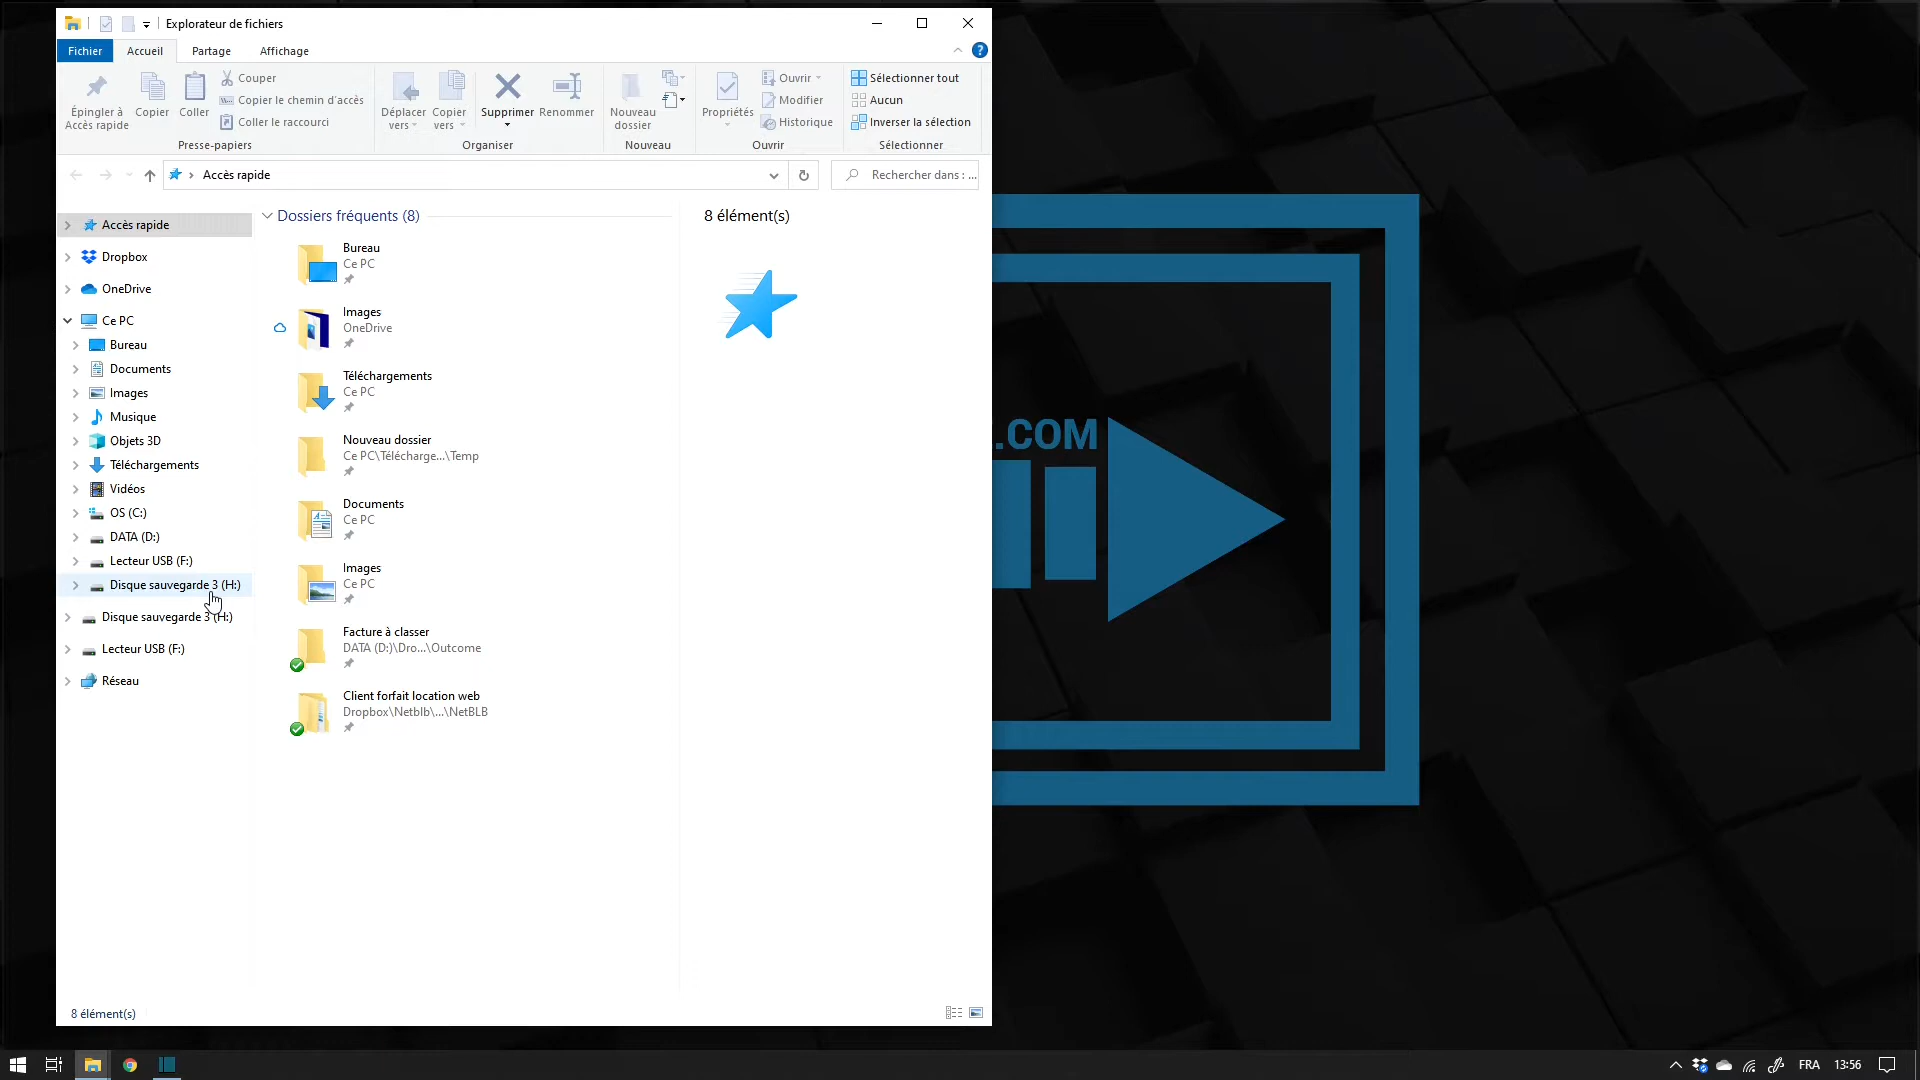 Explorateur de fichiers
Fichier Accueil Partage Affichage
Épingler à
Accès rapide
Copier
Coller
Couper
Copier le chemin d'accès
Coller le raccourci
Presse-papiers
Déplacer
vers
Copier
vers
Supprimer
Renommer
Organiser
Nouveau
dossier
Nouveau
Propriétés
Ouvrir
Modifier
Historique
Ouvrir
Sélectionner tout
Aucun
Inverser la sélection
Sélectionner
Accès rapide
Rechercher dans : ...
Accès rapide
Dropbox
OneDrive
Ce PC
Bureau
Documents
Images
Musique
Objets 3D
Téléchargements
Vidéos
OS (C:)
DATA (D:)
Lecteur USB (F:)
Disque sauvegarde 3 (H:)
Disque sauvegarde 3 (H:)
Lecteur USB (F:)
Réseau
Dossiers fréquents (8)
Bureau
Ce PC
Images
OneDrive
Téléchargements
Ce PC
Nouveau dossier
Ce PC\Télécharge...\Temp
Documents
Ce PC
Images
Ce PC
Facture à classer
DATA (D:)\Dro...\Outcome
Client forfait location web
Dropbox\Netblb\...\NetBLB
8 élément(s)
.COM
8 élément(s)
FRA 13:56